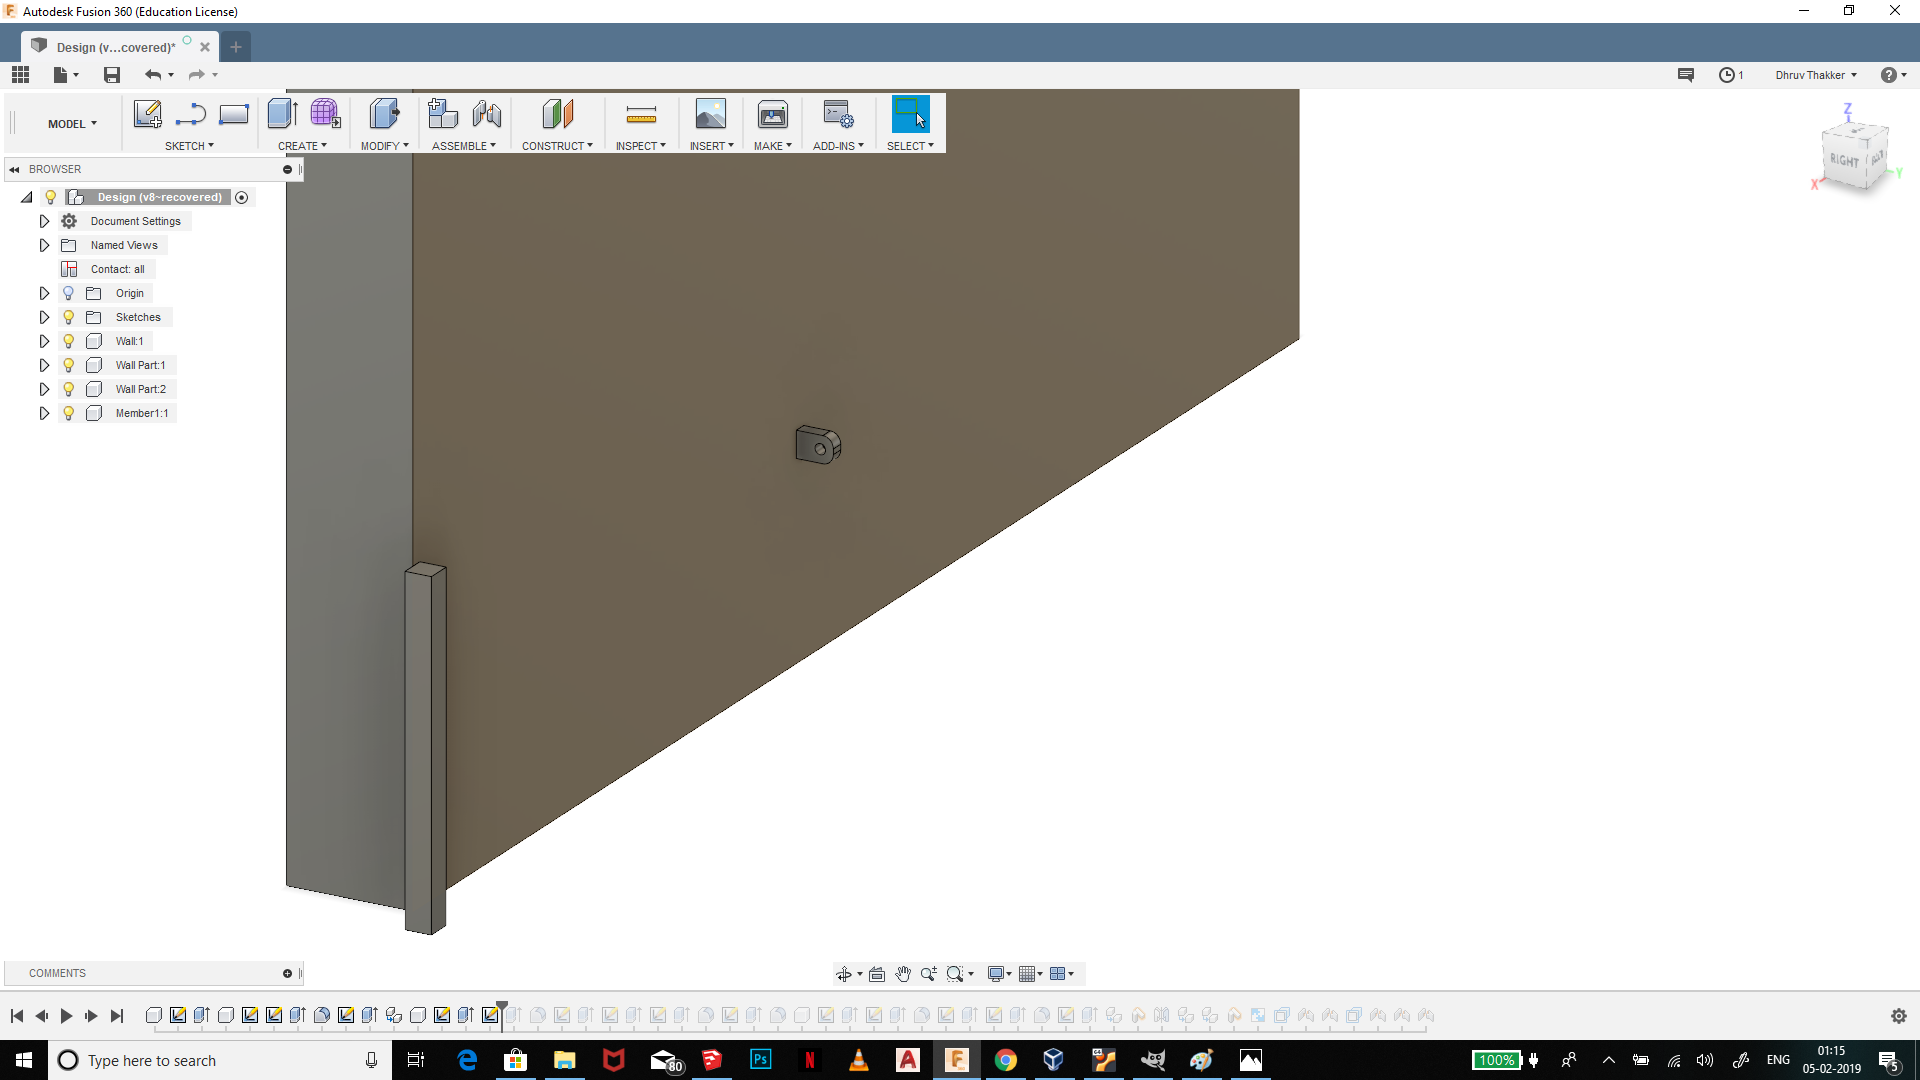 Autodesk Fusion 360 (Education License)
Design (v...covered)*
1
Dhruv Thakker
MODEL
SKETCH
CREATE
MODIFY
ASSEMBLE
CONSTRUCT
INSPECT
INSERT
MAKE
ADD-INS
SELECT
BROWSER
Design (v8~recovered)
Document Settings
Named Views
Contact: all
Origin
Sketches
Wall:1
Wall Part:1
Wall Part:2
Member1:1
Z
RIGHT
X
Y
COMMENTS
Type here to search
80
Ps
N
A
F
100%
ENG
01:15
05-02-2019
5